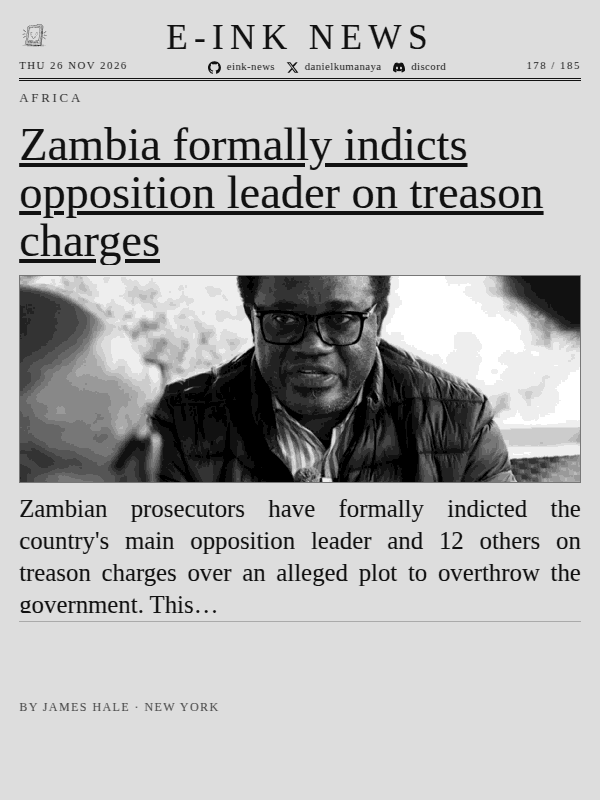 E-INK NEWS
THU 26 NOV 2026
eink-news danielkumanaya discord
178 / 185
AFRICA
Zambia formally indicts
opposition leader on treason
charges
Zambian prosecutors have formally indicted the
country's main opposition leader and 12 others on
treason charges over an alleged plot to overthrow the
government. This…
BY JAMES HALE · NEW YORK